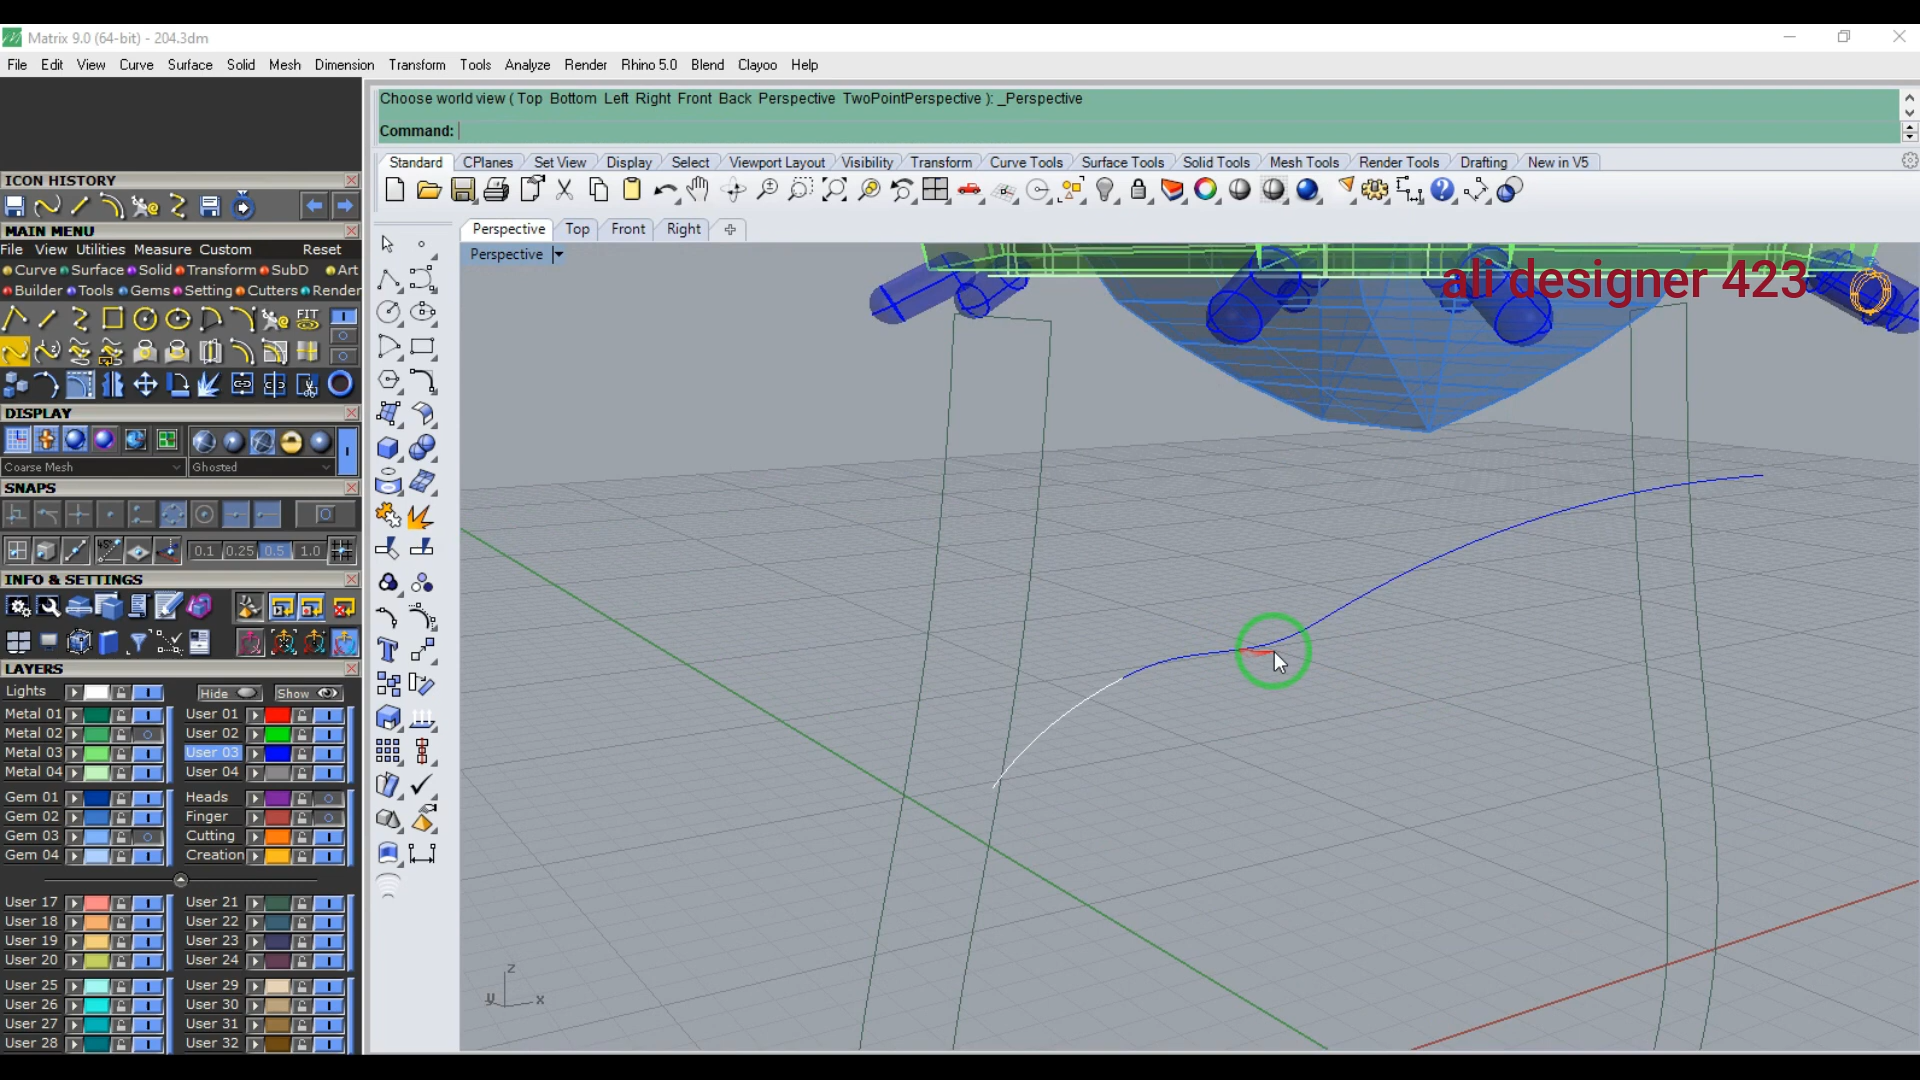 Matrix 9.0 (64-bit) - 204.3dm
File Edit View Curve Surface Solid Mesh Dimension Transform Tools Analyze Render Rhino 5.0 Blend Clayoo Help
Choose world view ( Top Bottom Left Right Front Back Perspective TwoPointPerspective ): _Perspective
Command:
Standard CPlanes Set View Display Select Viewport Layout Visibility Transform Curve Tools Surface Tools Solid Tools Mesh Tools Render Tools Drafting New in V5
Perspective Top Front Right
Perspective
ali designer 423
z
y x
ICON HISTORY
MAIN MENU
File View Utilities Measure Custom Reset
Curve Surface Solid Transform SubD Art
Builder Tools Gems Setting Cutters Render
FIT
DISPLAY
Coarse Mesh Ghosted
SNAPS
0.1 0.25 0.5 1.0
INFO & SETTINGS
LAYERS
Lights Hide Show
Metal 01 User 01
Metal 02 User 02
Metal 03 User 03
Metal 04 User 04
Gem 01 Heads
Gem 02 Finger
Gem 03 Cutting
Gem 04 Creation
User 17 User 21
User 18 User 22
User 19 User 23
User 20 User 24
User 25 User 29
User 26 User 30
User 27 User 31
User 28 User 32